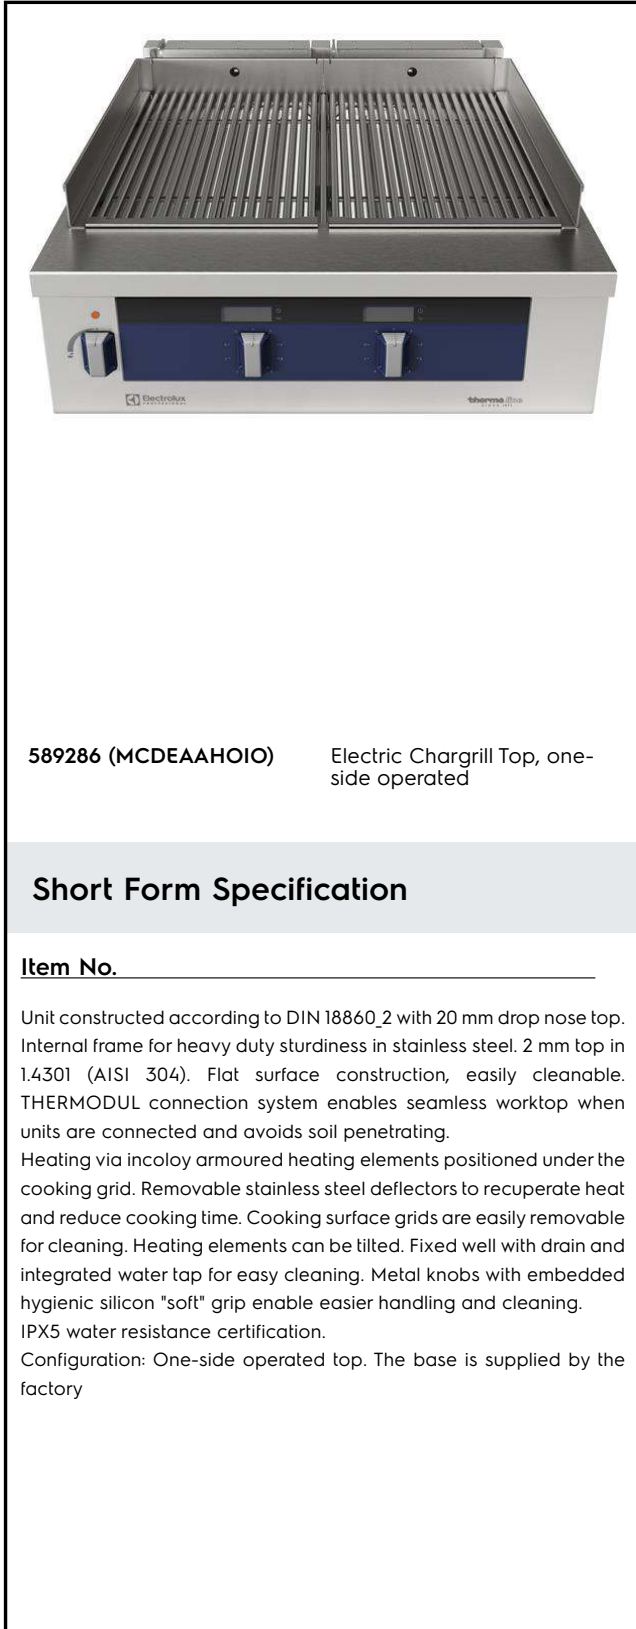 Electrolux
PROFESSIONAL
thermaline
589286 (MCDEAAHOIO)
Electric Chargrill Top, one-
side operated
Short Form Specification
Item No.
Unit constructed according to DIN 18860_2 with 20 mm drop nose top.
Internal frame for heavy duty sturdiness in stainless steel. 2 mm top in
1.4301 (AISI 304). Flat surface construction, easily cleanable.
THERMODUL connection system enables seamless worktop when
units are connected and avoids soil penetrating.
Heating via incoloy armoured heating elements positioned under the
cooking grid. Removable stainless steel deflectors to recuperate heat
and reduce cooking time. Cooking surface grids are easily removable
for cleaning. Heating elements can be tilted. Fixed well with drain and
integrated water tap for easy cleaning. Metal knobs with embedded
hygienic silicon "soft" grip enable easier handling and cleaning.
IPX5 water resistance certification.
Configuration: One-side operated top. The base is supplied by the
factory